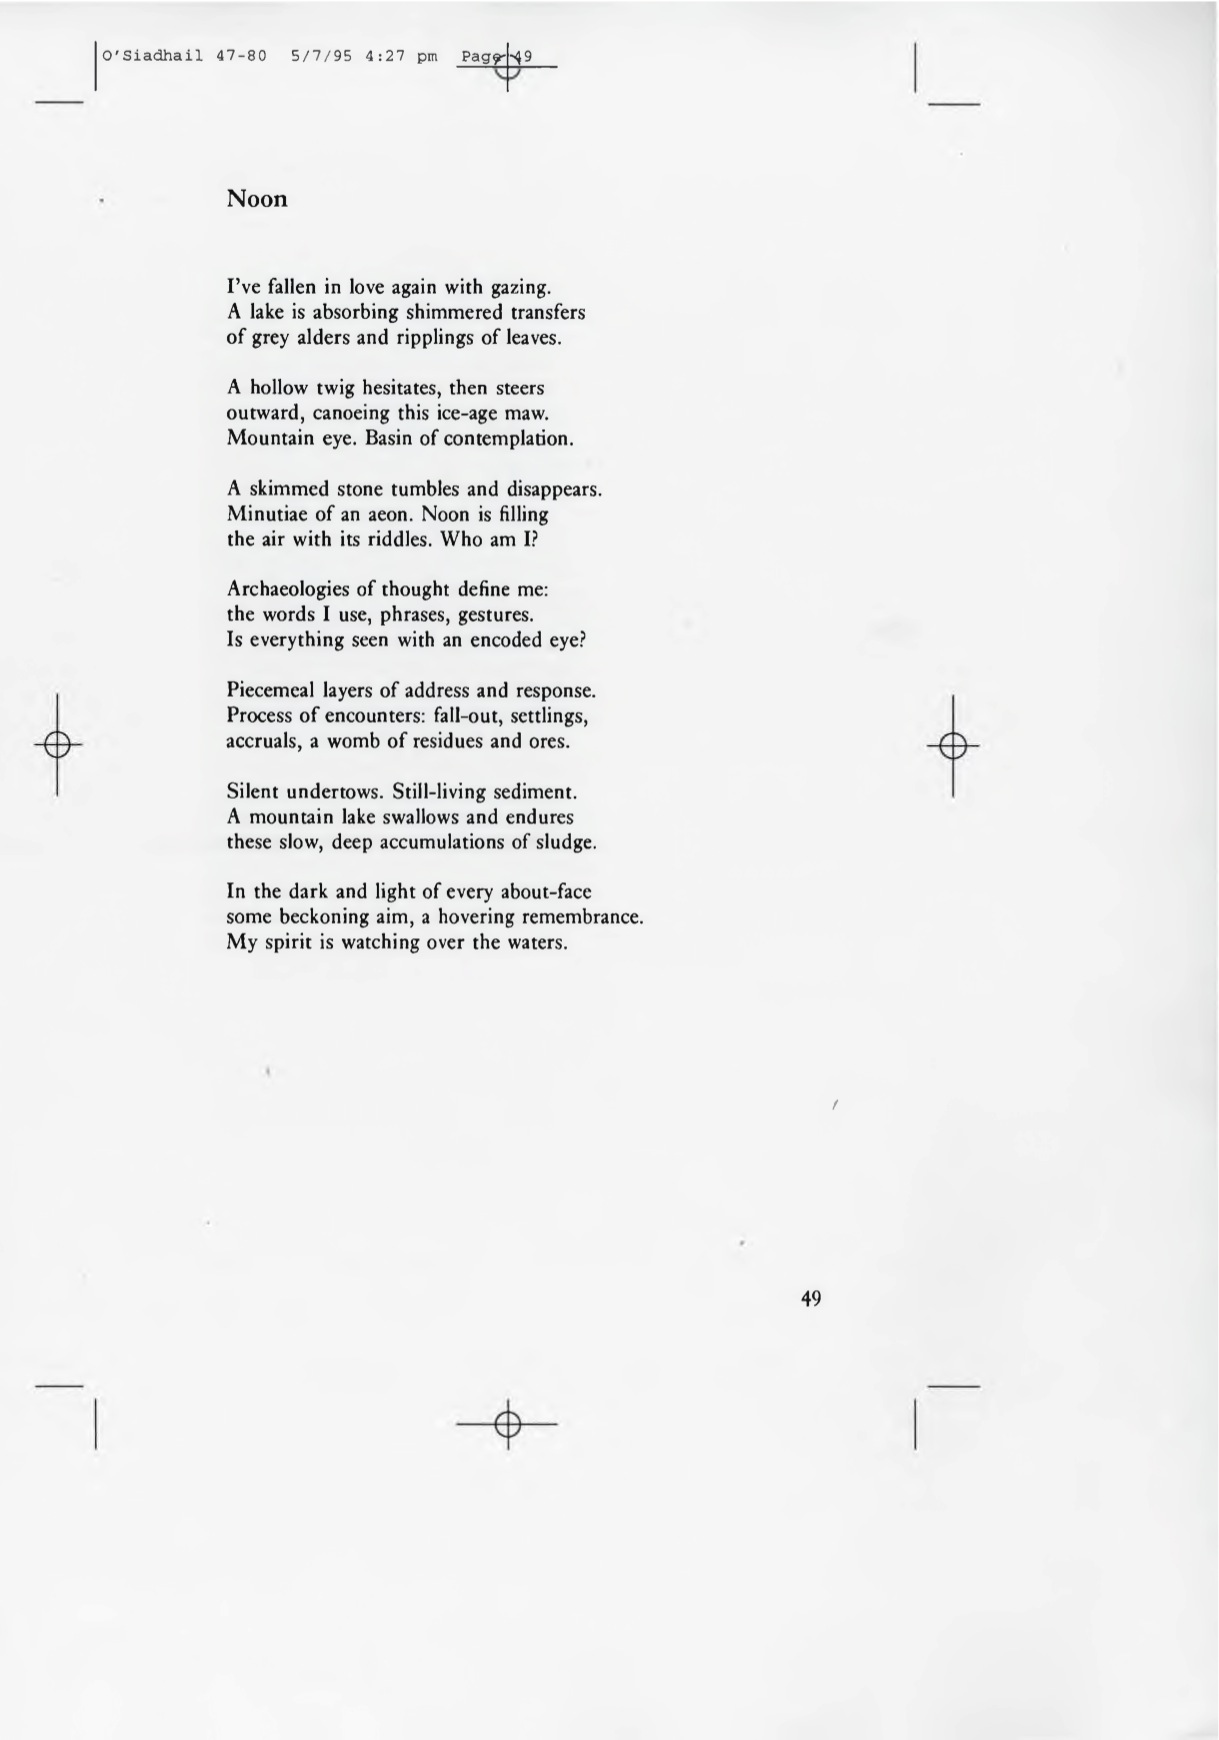 O'Siadhail 47-80 5/7/95 4:27 pm Page 49
Noon
I've fallen in love again with gazing.
A lake is absorbing shimmered transfers
of grey alders and ripplings of leaves.
A hollow twig hesitates, then steers
outward, canoeing this ice-age maw.
Mountain eye. Basin of contemplation.
A skimmed stone tumbles and disappears.
Minutiae of an aeon. Noon is filling
the air with its riddles. Who am I?
Archaeologies of thought define me:
the words I use, phrases, gestures.
Is everything seen with an encoded eye?
Piecemeal layers of address and response.
Process of encounters: fall-out, settlings,
accruals, a womb of residues and ores.
Silent undertows. Still-living sediment.
A mountain lake swallows and endures
these slow, deep accumulations of sludge.
In the dark and light of every about-face
some beckoning aim, a hovering remembrance.
My spirit is watching over the waters.
49